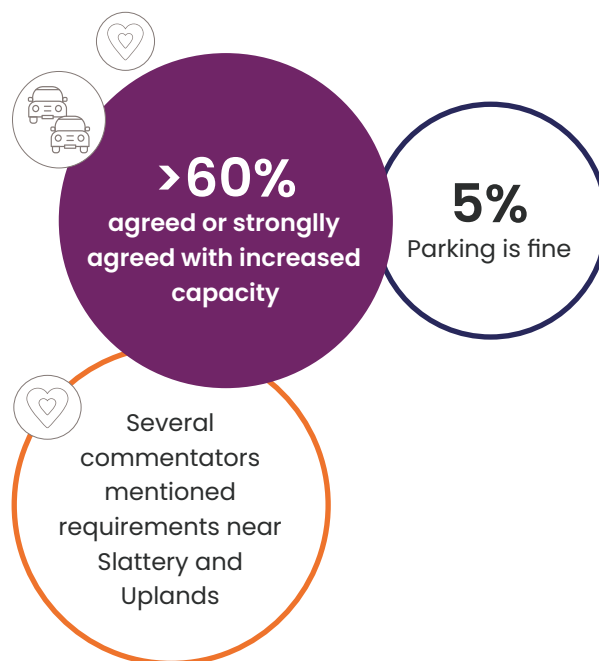 >60%
agreed or stronglly
agreed with increased
capacity
5%
Parking is fine
Several
commentators
mentioned
requirements near
Slattery and
Uplands